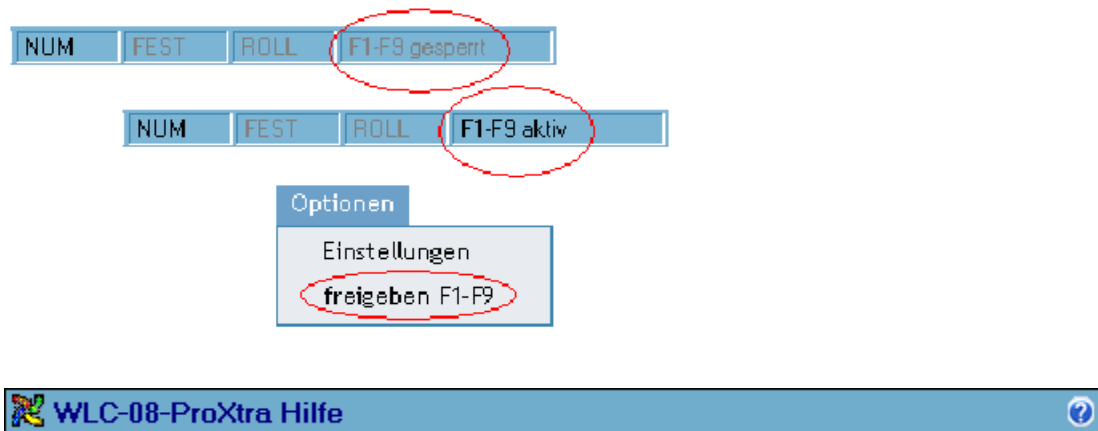 NUM FEST ROLL F1-F9 gesperrt
NUM FEST ROLL F1-F9 aktiv
Optionen
Einstellungen
freigeben F1-F9
WLC-08-ProXtra Hilfe ?